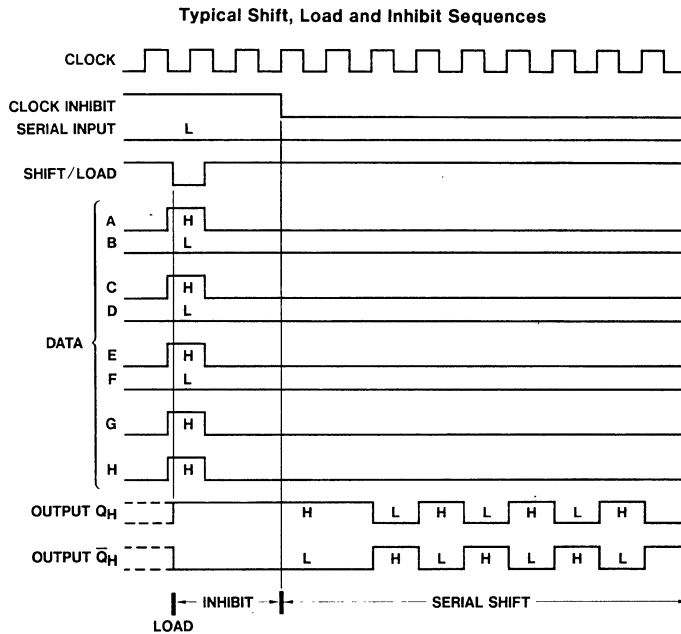 Typical Shift, Load and Inhibit Sequences
CLOCK
CLOCK INHIBIT
SERIAL INPUT L
SHIFT/LOAD
DATA
A H
B L
C H
D L
E H
F L
G H
H H
OUTPUT QH H L H L H L H
OUTPUT Q̅H L H L H L H L
INHIBIT SERIAL SHIFT
LOAD